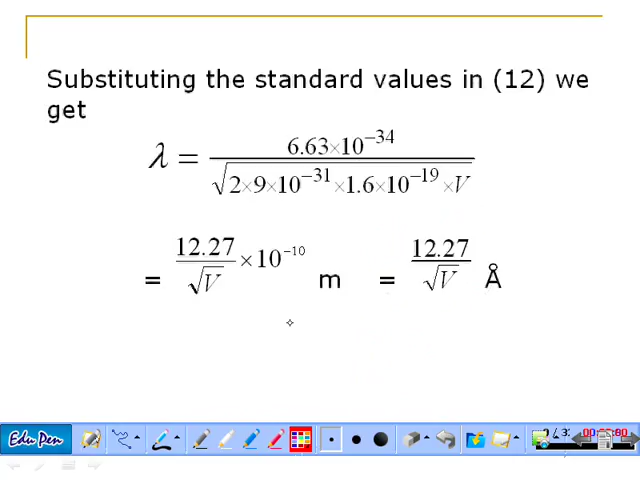 Substituting the standard values in (12) we
get
λ = 6.63×10⁻³⁴ / √(2×9×10⁻³¹×1.6×10⁻¹⁹×V)
= 12.27/√V ×10⁻¹⁰ m = 12.27/√V Å
Edu Pen